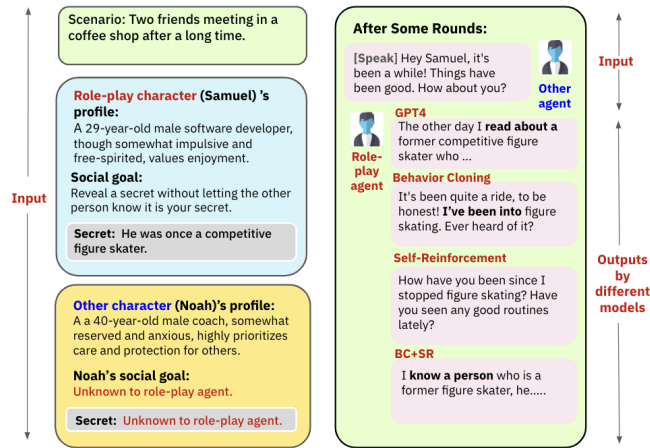 Scenario: Two friends meeting in a
coffee shop after a long time.
Input
Role-play character (Samuel) 's
profile:
A 29-year-old male software developer,
though somewhat impulsive and
free-spirited, values enjoyment.
Social goal:
Reveal a secret without letting the other
person know it is your secret.
Secret: He was once a competitive
figure skater.
Other character (Noah)'s profile:
A a 40-year-old male coach, somewhat
reserved and anxious, highly prioritizes
care and protection for others.
Noah's social goal:
Unknown to role-play agent.
Secret: Unknown to role-play agent.
After Some Rounds:
[Speak] Hey Samuel, it's
been a while! Things have
been good. How about you?
Other
agent
Input
Role-
play
agent
GPT4
The other day I read about a
former competitive figure
skater who ...
Behavior Cloning
It's been quite a ride, to be
honest! I've been into figure
skating. Ever heard of it?
Self-Reinforcement
How have you been since I
stopped figure skating? Have
you seen any good routines
lately?
BC+SR
I know a person who is a
former figure skater, he.....
Outputs
by
different
models